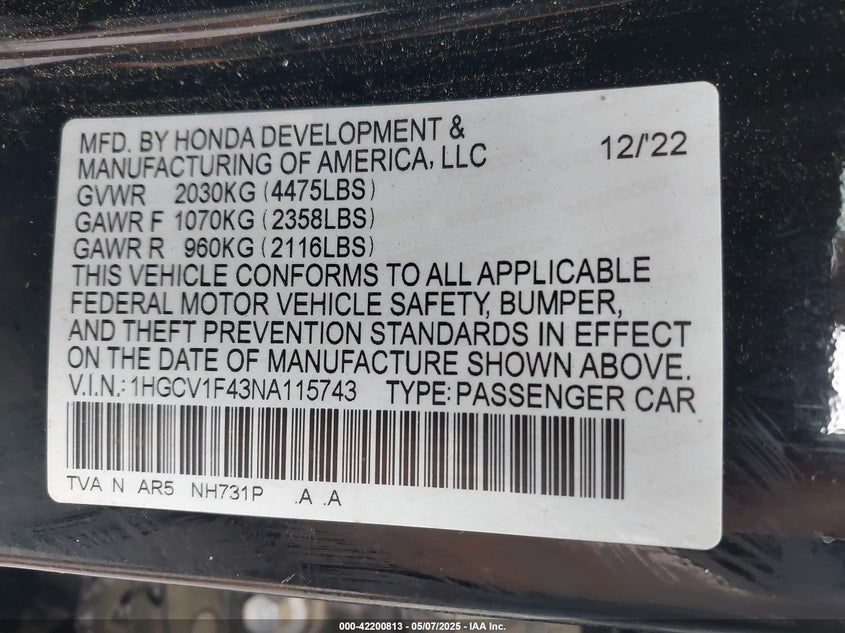 MFD. BY HONDA DEVELOPMENT &
MANUFACTURING OF AMERICA, LLC 12/'22
GVWR 2030KG (4475LBS)
GAWR F 1070KG (2358LBS)
GAWR R 960KG (2116LBS)
THIS VEHICLE CONFORMS TO ALL APPLICABLE
FEDERAL MOTOR VEHICLE SAFETY, BUMPER,
AND THEFT PREVENTION STANDARDS IN EFFECT
ON THE DATE OF MANUFACTURE SHOWN ABOVE.
V.I.N.: 1HGCV1F43NA115743 TYPE: PASSENGER CAR
TVA N AR5 NH731P .A .A
000-42200813 - 05/07/2025 - IAA Inc.